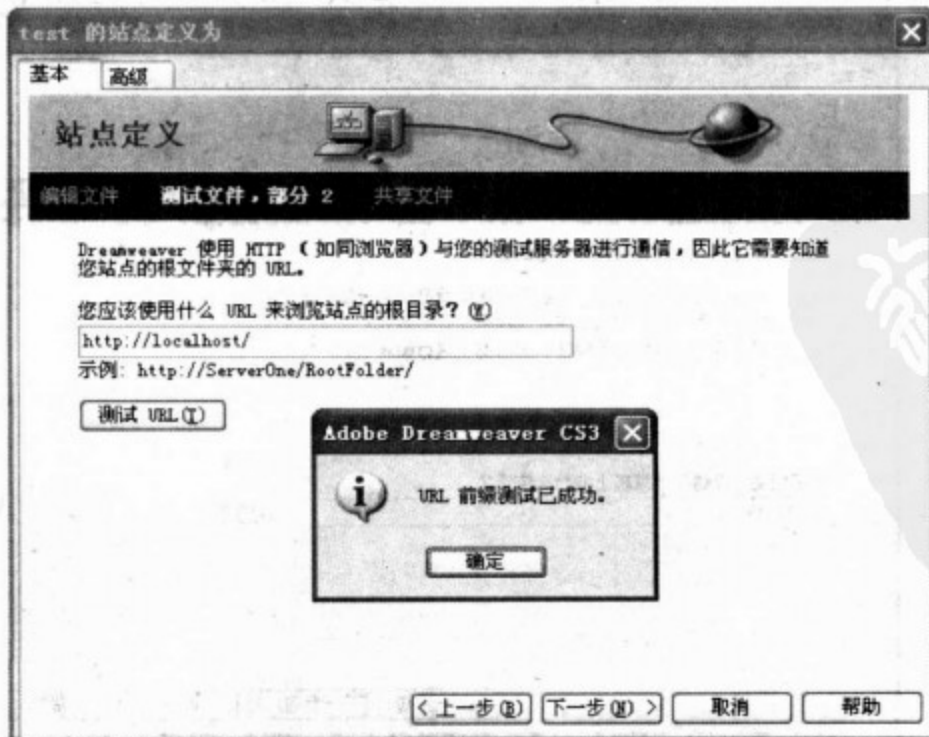 test 的站点定义为
基本 高级
站点定义
编辑文件 测试文件，部分 2 共享文件
Dreamweaver 使用 HTTP ( 如同浏览器 ) 与您的测试服务器进行通信，因此它需要知道
您站点的根文件夹的 URL。
您应该使用什么 URL 来浏览站点的根目录？(W)
http://localhost/
示例: http://ServerOne/RootFolder/
测试 URL(T)
Adobe Dreamweaver CS3
URL 前缀测试已成功。
确定
< 上一步(B) 下一步(N) > 取消 帮助